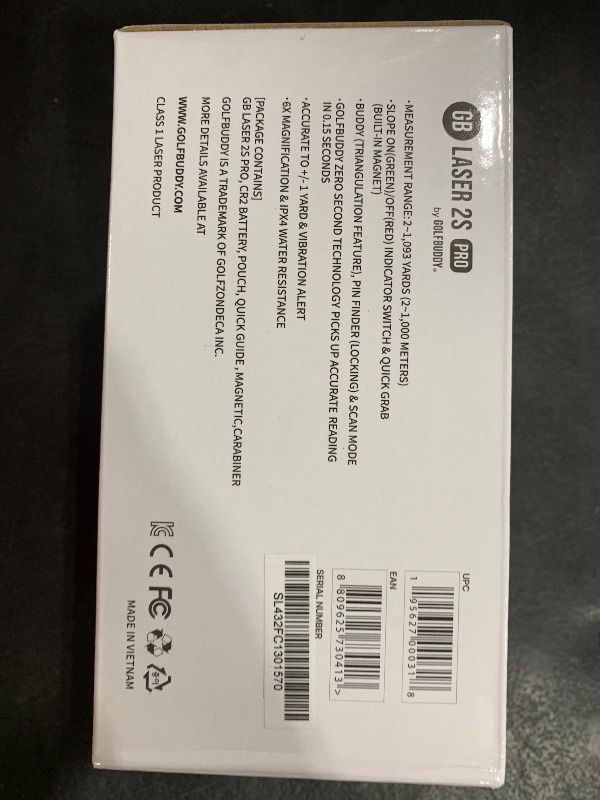 GB LASER 2S PRO
by GOLFBUDDY®
·MEASUREMENT RANGE: 2~1,093 YARDS (2~1,000 METERS)
·SLOPE ON(GREEN)/OFF(RED) INDICATOR SWITCH & QUICK GRAB
(BUILT-IN MAGNET)
·BUDDY (TRIANGULATION FEATURE), PIN FINDER (LOCKING) & SCAN MODE
·GOLFBUDDY ZERO SECOND TECHNOLOGY PICKS UP ACCURATE READING
IN 0.15 SECONDS
·ACCURATE TO +/- 1 YARD & VIBRATION ALERT
·6X MAGNIFICATION & IPX4 WATER RESISTANCE
[PACKAGE CONTAINS]
GB LASER 2S PRO, CR2 BATTERY, POUCH, QUICK GUIDE , MAGNETIC,CARABINER
GOLFBUDDY IS A TRADEMARK OF GOLFZONDECA INC.
MORE DETAILS AVAILABLE AT
WWW.GOLFBUDDY.COM
CLASS 1 LASER PRODUCT
UPC
1 95627 00031 8
EAN
8 809625 730413 >
SERIAL NUMBER
SL432FC1301570
CE FC
MADE IN VIETNAM